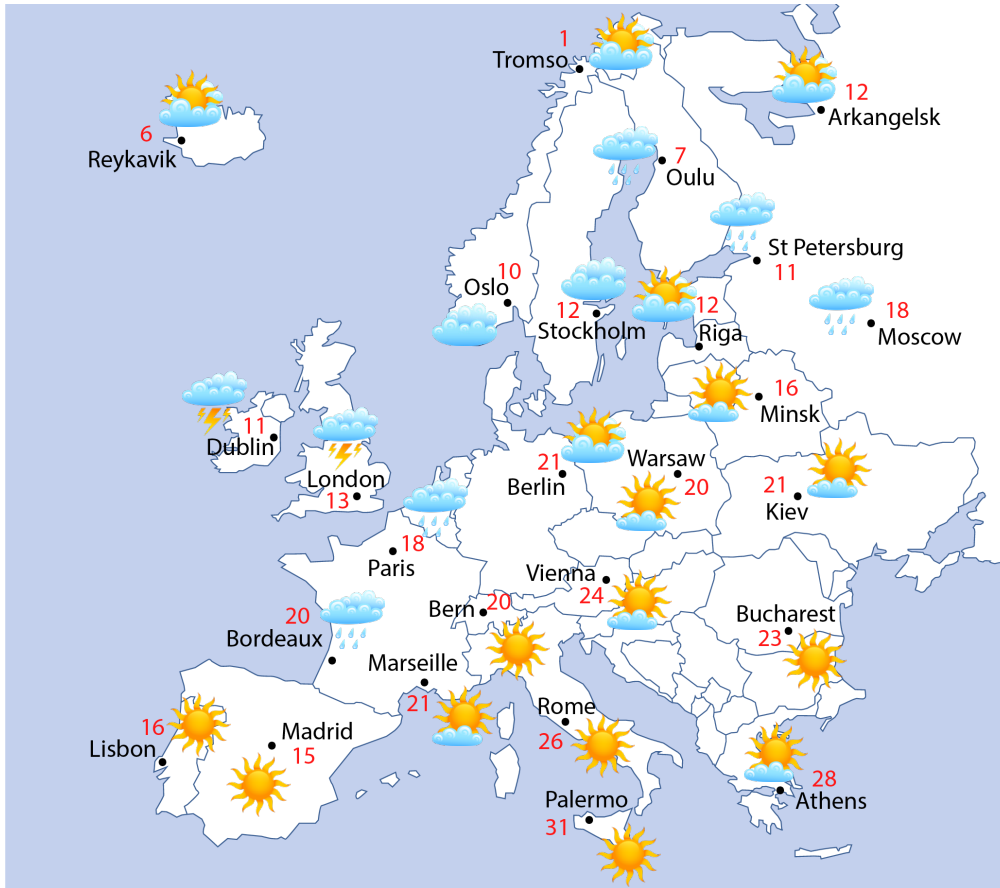 1
Tromso
12
Arkangelsk
6
Reykavik
7
Oulu
St Petersburg
11
10
Oslo
12
Stockholm
12
Riga
18
Moscow
16
Minsk
11
Dublin
London
13
21
Berlin
Warsaw
20
21
Kiev
18
Paris
Vienna
24
Bern 20
20
Bordeaux
Bucharest
23
Marseille
21
Rome
26
16
Lisbon
Madrid
15
28
Athens
Palermo
31